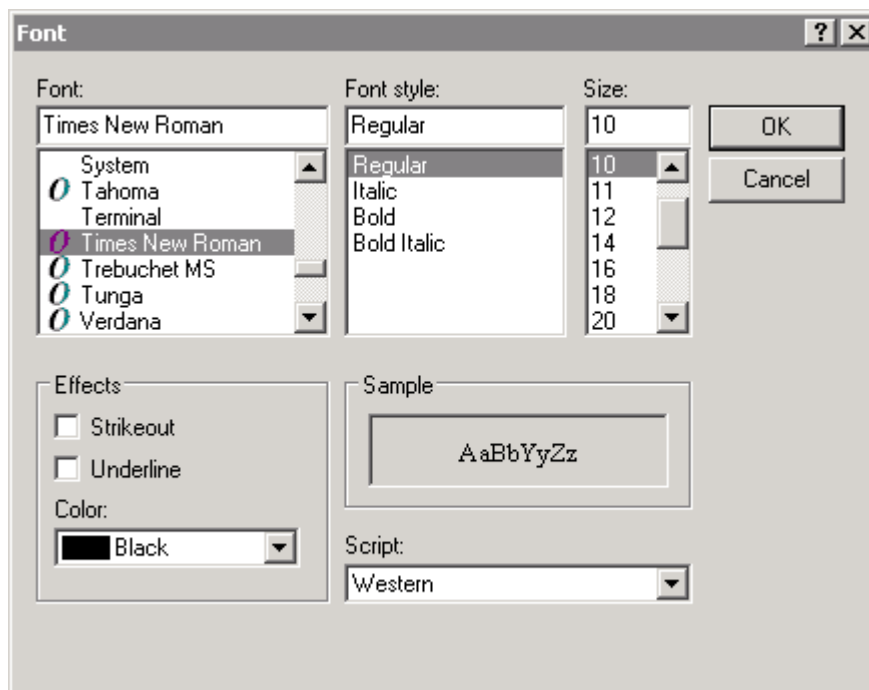 Font
Font:
Times New Roman
System
Tahoma
Terminal
Times New Roman
Trebuchet MS
Tunga
Verdana
Font style:
Regular
Regular
Italic
Bold
Bold Italic
Size:
10
10
11
12
14
16
18
20
OK
Cancel
Effects
Strikeout
Underline
Color:
Black
Sample
AaBbYyZz
Script:
Western